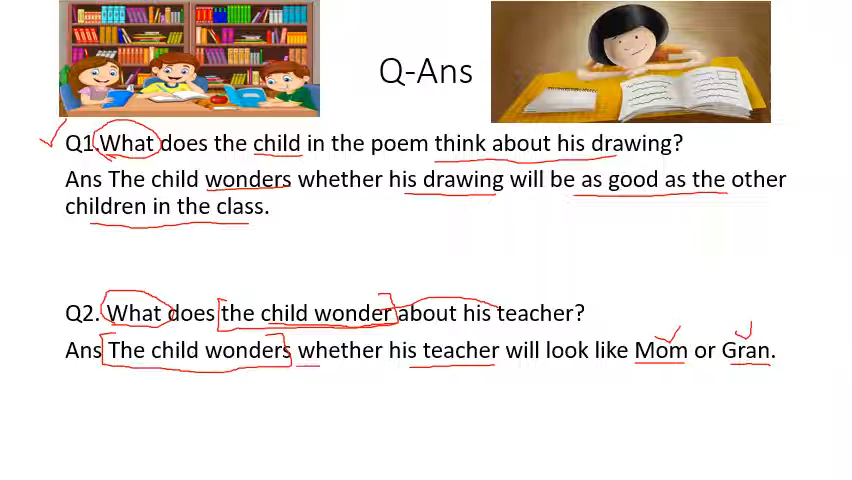 Q-Ans
Q1.What does the child in the poem think about his drawing?
Ans The child wonders whether his drawing will be as good as the other
children in the class.
Q2. What does the child wonder about his teacher?
Ans The child wonders whether his teacher will look like Mom or Gran.